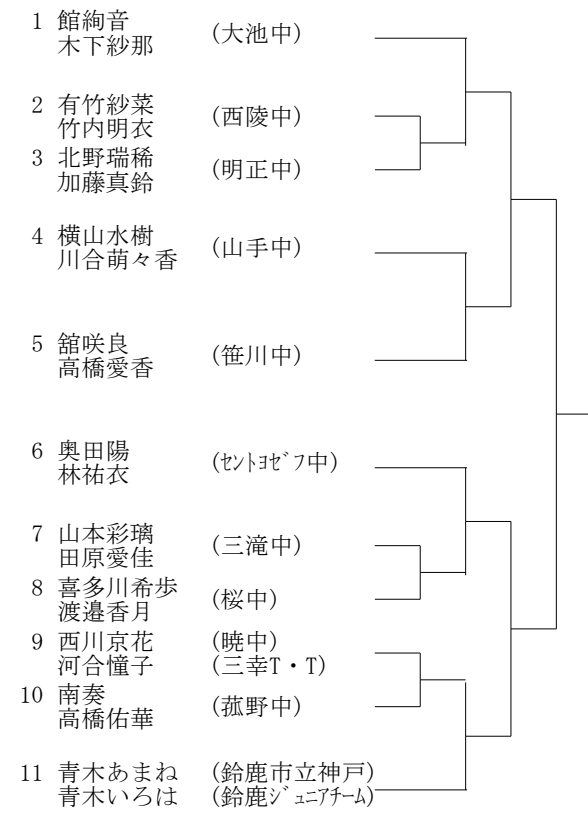 1 館絢音
木下紗那 (大池中)
2 有竹紗菜
竹内明衣 (西陵中)
3 北野瑞稀
加藤真鈴 (明正中)
4 横山水樹
川合萌々香 (山手中)
5 舘咲良
高橋愛香 (笹川中)
6 奥田陽
林祐衣 (セントヨゼフ中)
7 山本彩璃
田原愛佳 (三滝中)
8 喜多川希歩
渡邉香月 (桜中)
9 西川京花 (暁中)
河合憧子 (三幸T・T)
10 南奏
高橋佑華 (菰野中)
11 青木あまね (鈴鹿市立神戸)
青木いろは (鈴鹿ジュニアチーム)